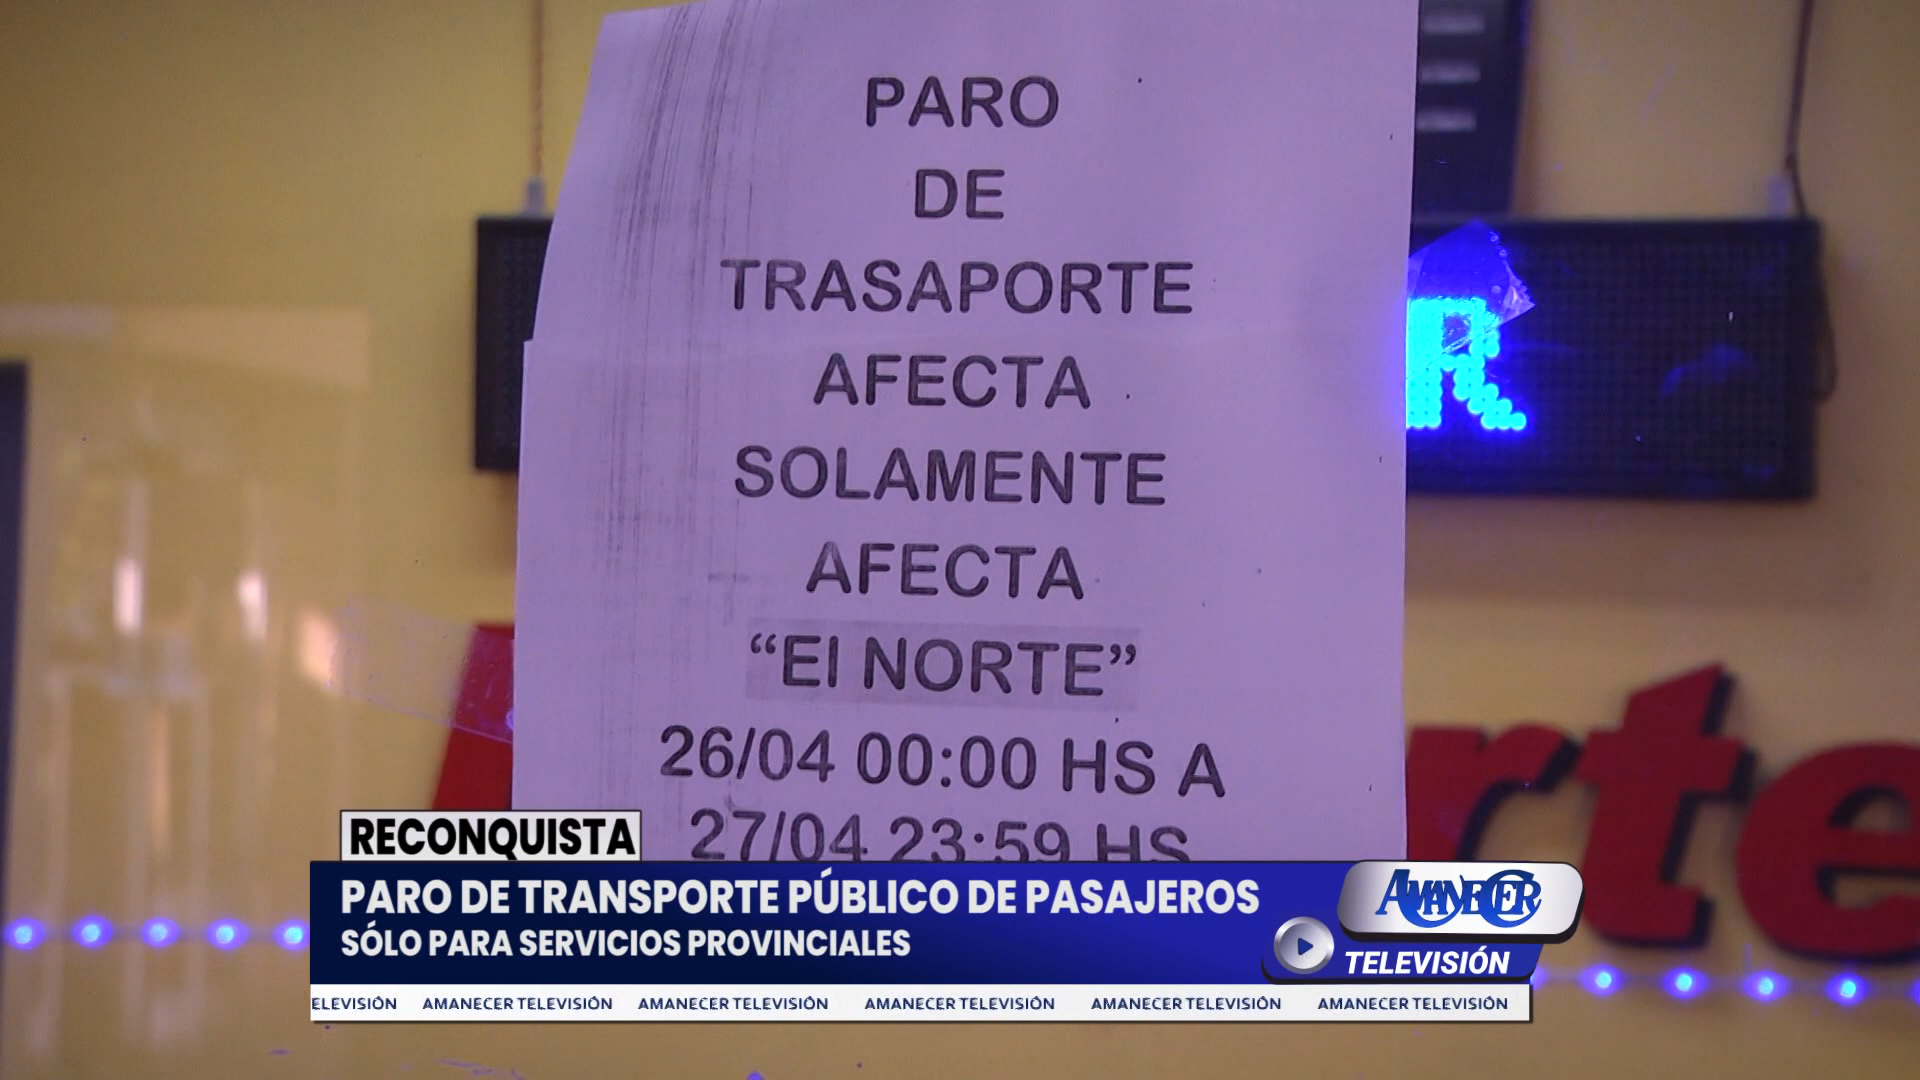 PARO
DE
TRASAPORTE
AFECTA
SOLAMENTE
AFECTA
“El NORTE”
26/04 00:00 HS A
27/04 23:59 HS
R
rte
RECONQUISTA
PARO DE TRANSPORTE PÚBLICO DE PASAJEROS
SÓLO PARA SERVICIOS PROVINCIALES
AMANECER
TELEVISIÓN
ELEVISIÓN AMANECER TELEVISIÓN AMANECER TELEVISIÓN AMANECER TELEVISIÓN AMANECER TELEVISIÓN AMANECER TELEVISIÓN